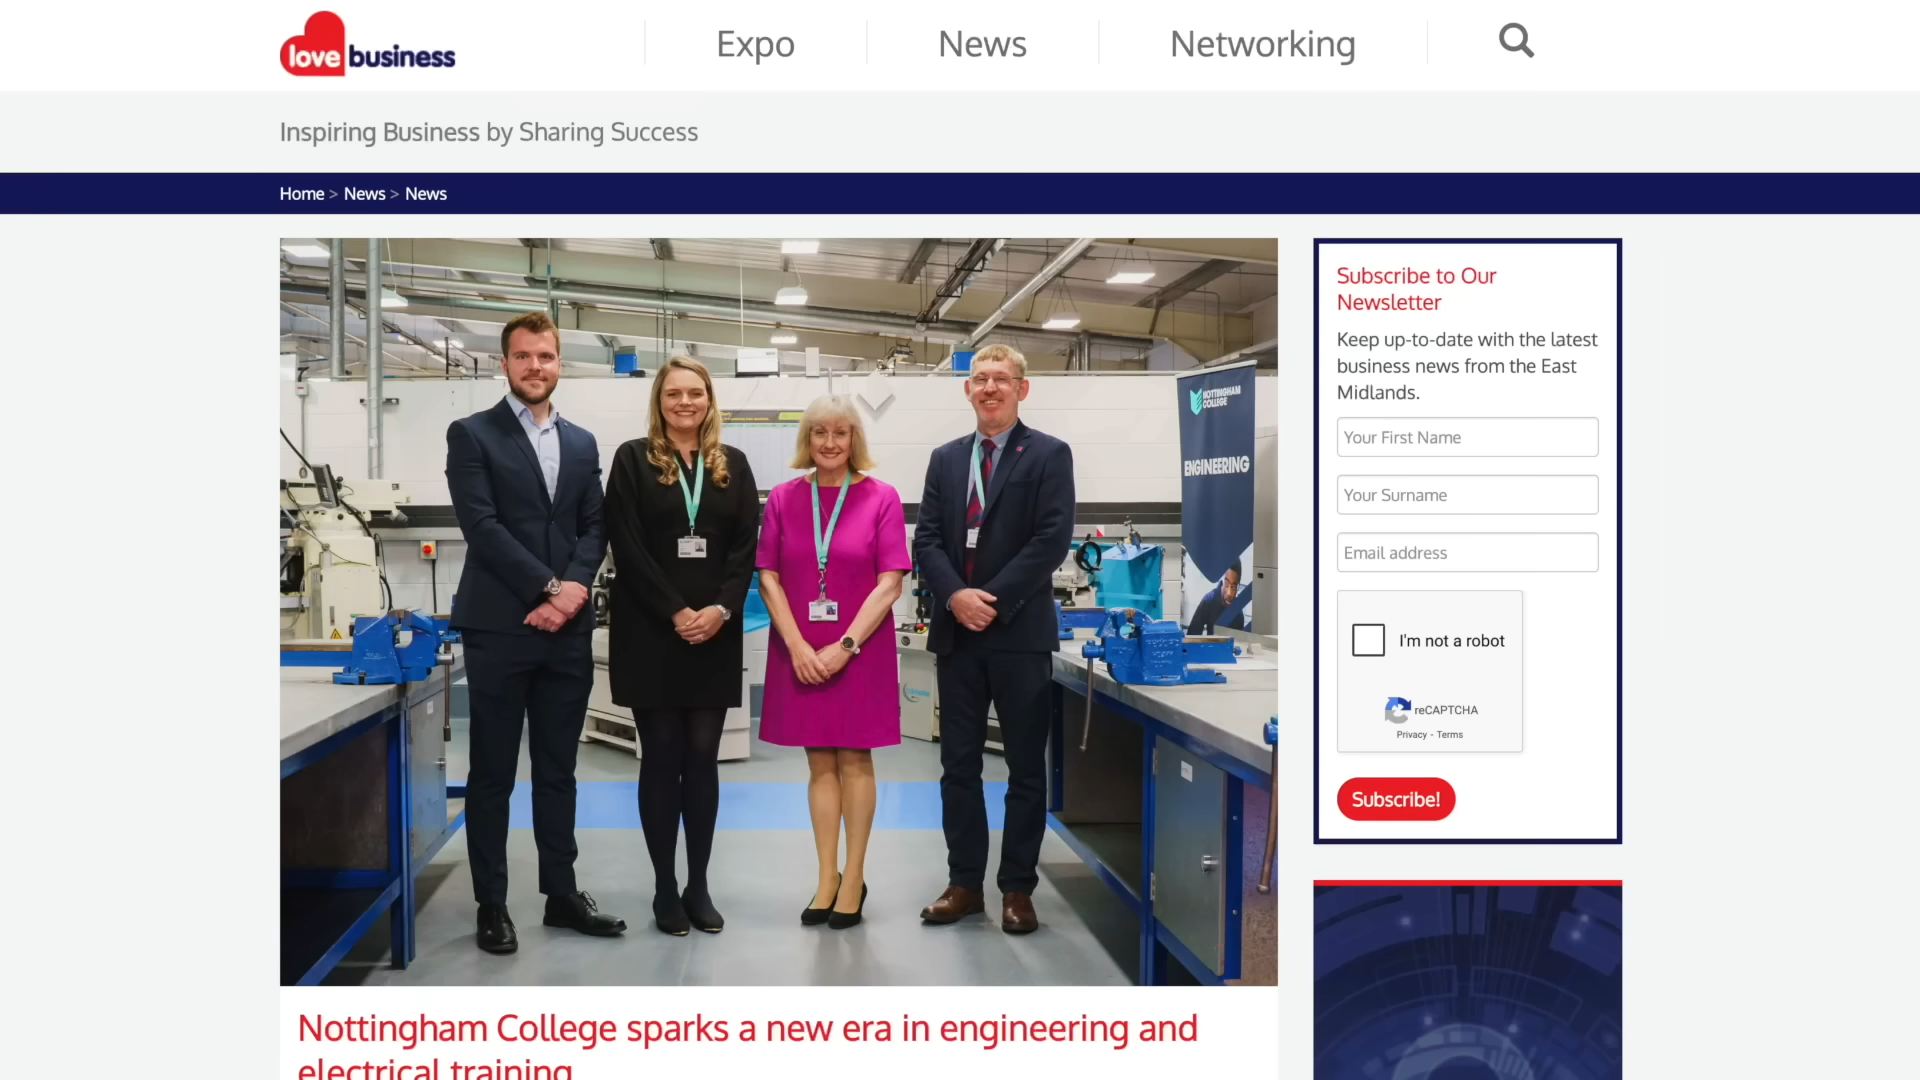 love business
Expo
News
Networking
Inspiring Business by Sharing Success
Home > News > News
NOTTINGHAM
COLLEGE
ENGINEERING
Subscribe to Our
Newsletter
Keep up-to-date with the latest
business news from the East
Midlands.
Your First Name
Your Surname
Email address
I'm not a robot
reCAPTCHA
Privacy - Terms
Subscribe!
Nottingham College sparks a new era in engineering and
electrical training